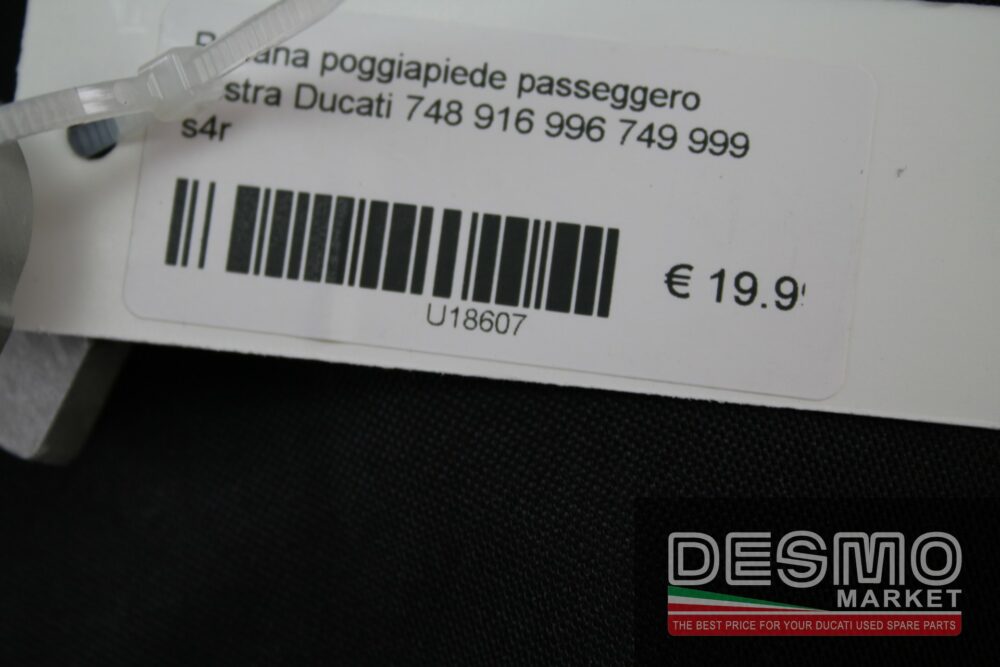 poggiapiede passeggero
Ducati 748 916 996 749 999
s4r
€ 19.9
U18607
DESMO
MARKET
THE BEST PRICE FOR YOUR DUCATI USED SPARE PARTS